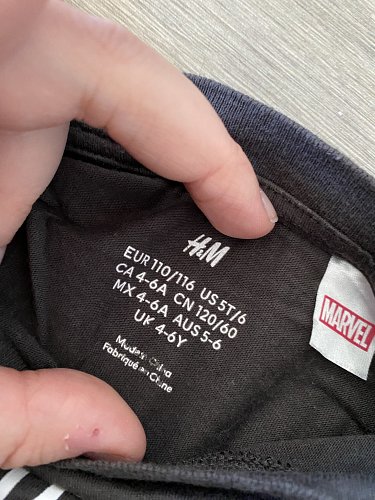 H&M
EUR 110/116 US 5T/6
CA 4-6A CN 120/60
MX 4-6A AUS 5-6
UK 4-6Y
Made in China
Fabriqué en Chine
MARVEL